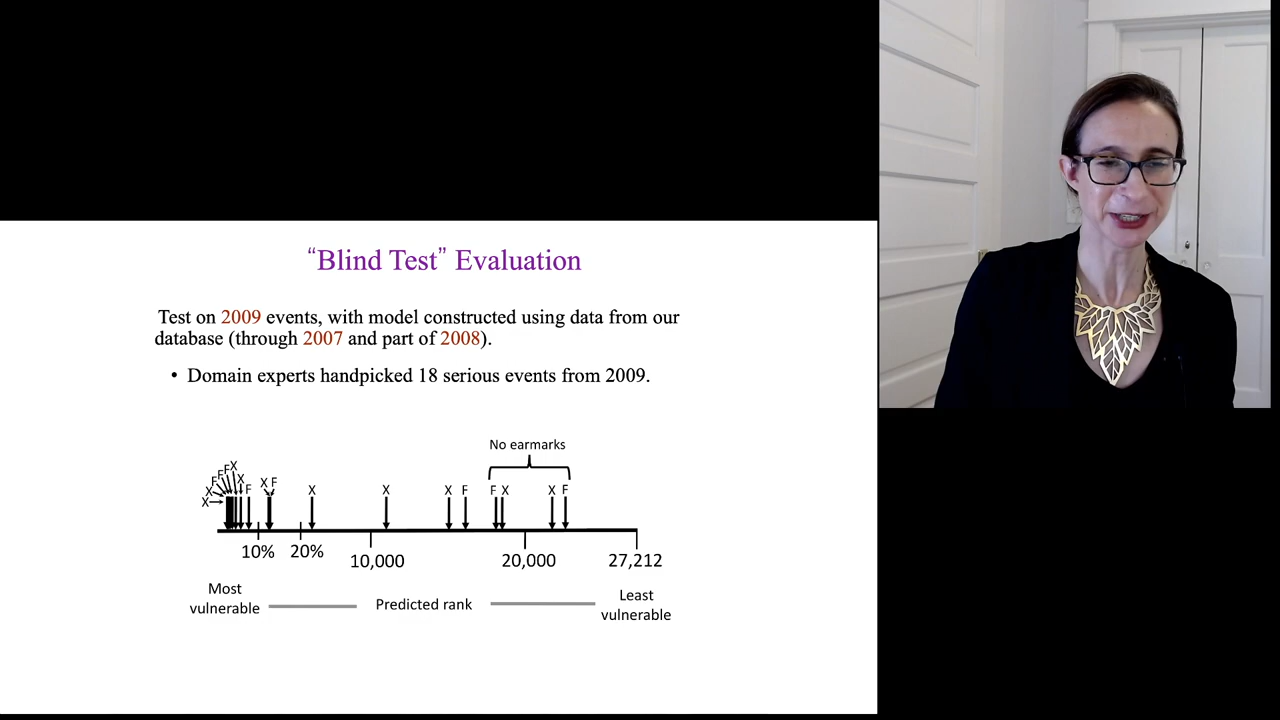 “Blind Test” Evaluation
Test on 2009 events, with model constructed using data from our
database (through 2007 and part of 2008).
• Domain experts handpicked 18 serious events from 2009.
No earmarks
X X F F F X X F X F X X X F F X X F
10% 20% 10,000 20,000 27,212
Most
vulnerable
Predicted rank
Least
vulnerable